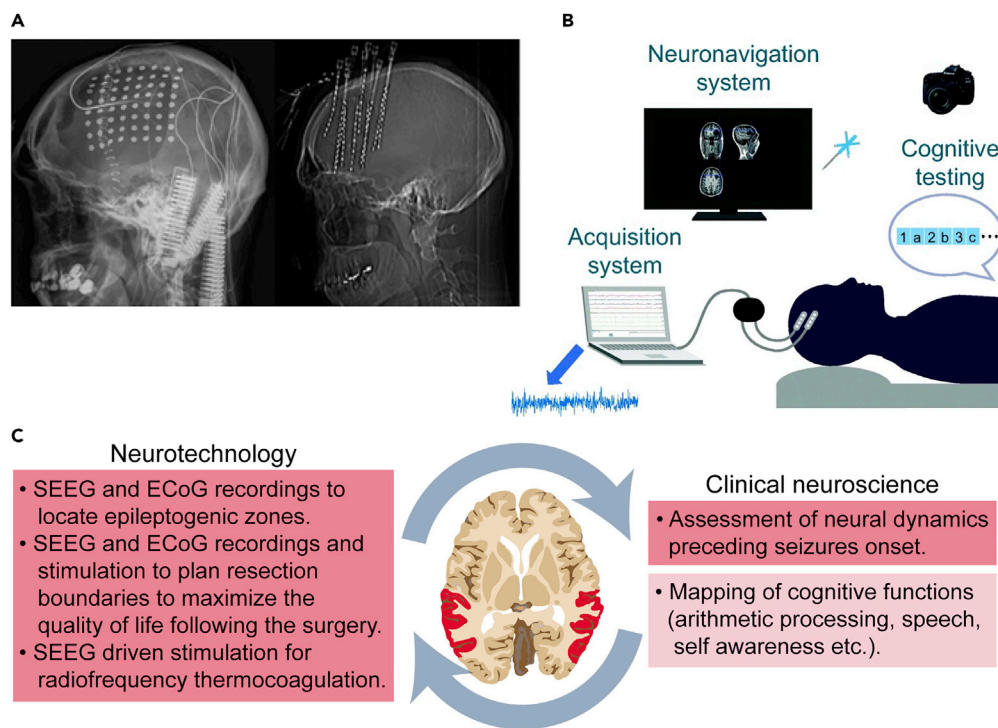 A
B
Neuronavigation
system
Cognitive
testing
1 a 2 b 3 c ...
Acquisition
system
C
Neurotechnology
• SEEG and ECoG recordings to
locate epileptogenic zones.
• SEEG and ECoG recordings and
stimulation to plan resection
boundaries to maximize the
quality of life following the surgery.
• SEEG driven stimulation for
radiofrequency thermocoagulation.
Clinical neuroscience
• Assessment of neural dynamics
preceding seizures onset.
• Mapping of cognitive functions
(arithmetic processing, speech,
self awareness etc.).